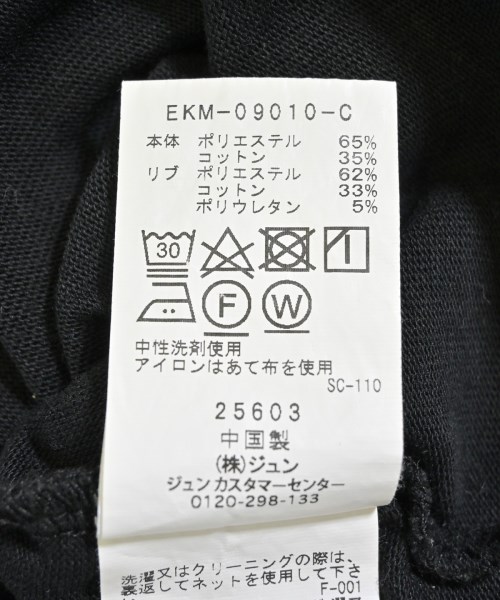 EKM-09010-C
本体 ポリエステル 65%
コットン 35%
リブ ポリエステル 62%
コットン 33%
ポリウレタン 5%
30
F W
中性洗剤使用
アイロンはあて布を使用
SC-110
25603
中国製
(株)ジュン
ジュンカスタマーセンター
0120-298-133
洗濯又はクリーニングの際は、
裏返してネットを使用して下さ
F-001